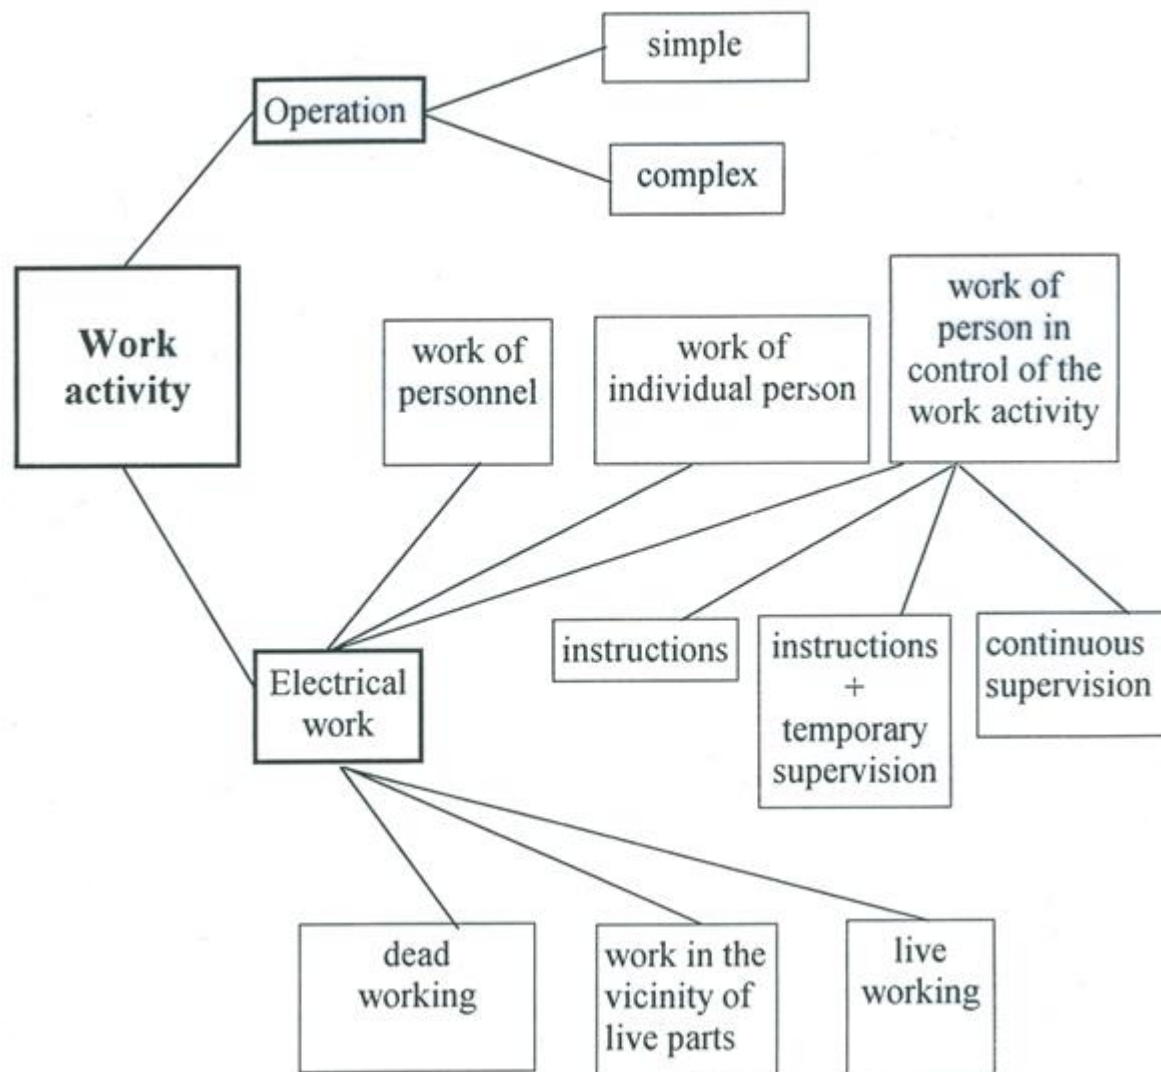 simple
Operation
complex
Work
activity
work of
personnel
work of
individual person
work of
person in
control of the
work activity
instructions
instructions
+
temporary
supervision
continuous
supervision
Electrical
work
dead
working
work in the
vicinity of
live parts
live
working